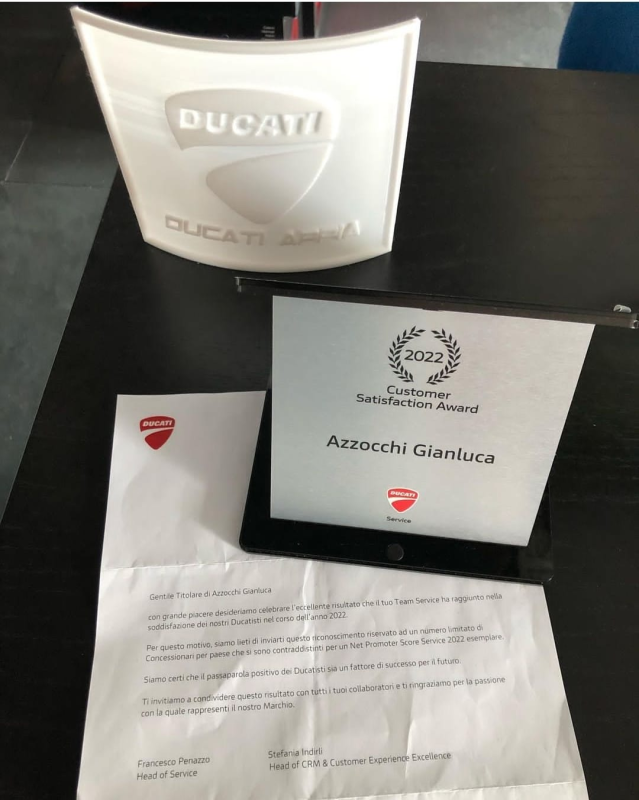 DUCATI
DUCATI
2022
Customer
Satisfaction Award
Azzocchi Gianluca
DUCATI
Service
DUCATI
Gentile Titolare di Azzocchi Gianluca
con grande piacere desideriamo celebrare l'eccellente risultato che il tuo Team Service ha raggiunto nella
soddisfazione dei nostri Ducatisti nel corso dell'anno 2022.
Per questo motivo, siamo lieti di inviarti questo riconoscimento riservato ad un numero limitato di
Concessionari per paese che si sono contraddistinti per un Net Promoter Score Service 2022 esemplare.
Siamo certi che il passaparola positivo dei Ducatisti sia un fattore di successo per il futuro.
Ti invitiamo a condividere questo risultato con tutti i tuoi collaboratori e ti ringraziamo per la passione
con la quale rappresenti il nostro Marchio.
Francesco Penazzo
Head of Service
Stefania Indirli
Head of CRM & Customer Experience Excellence